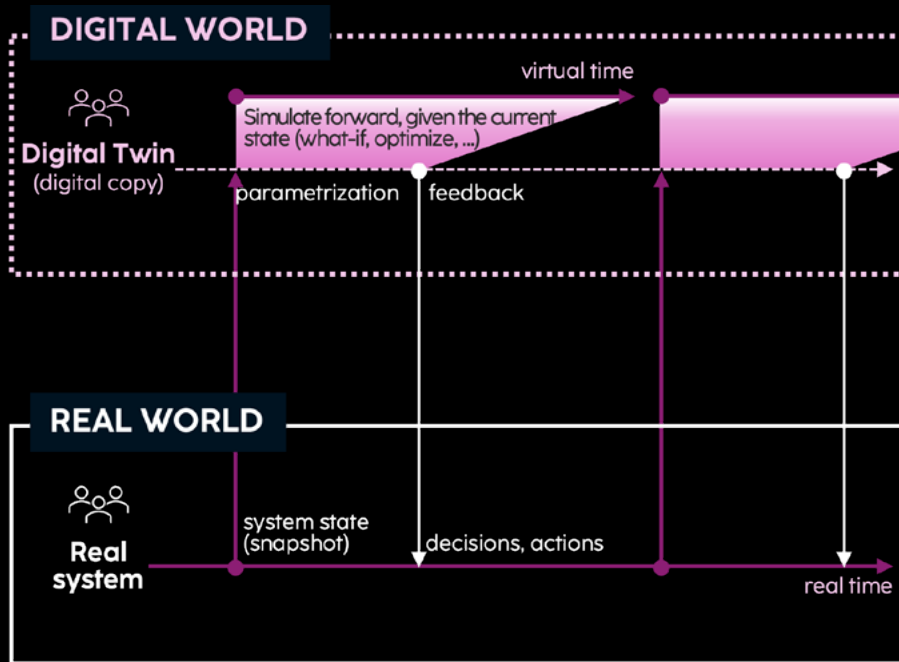 DIGITAL WORLD
virtual time
Simulate forward, given the current
state (what-if, optimize, ...)
Digital Twin
(digital copy)
parametrization
feedback
REAL WORLD
system state
(snapshot)
decisions, actions
Real
system
real time